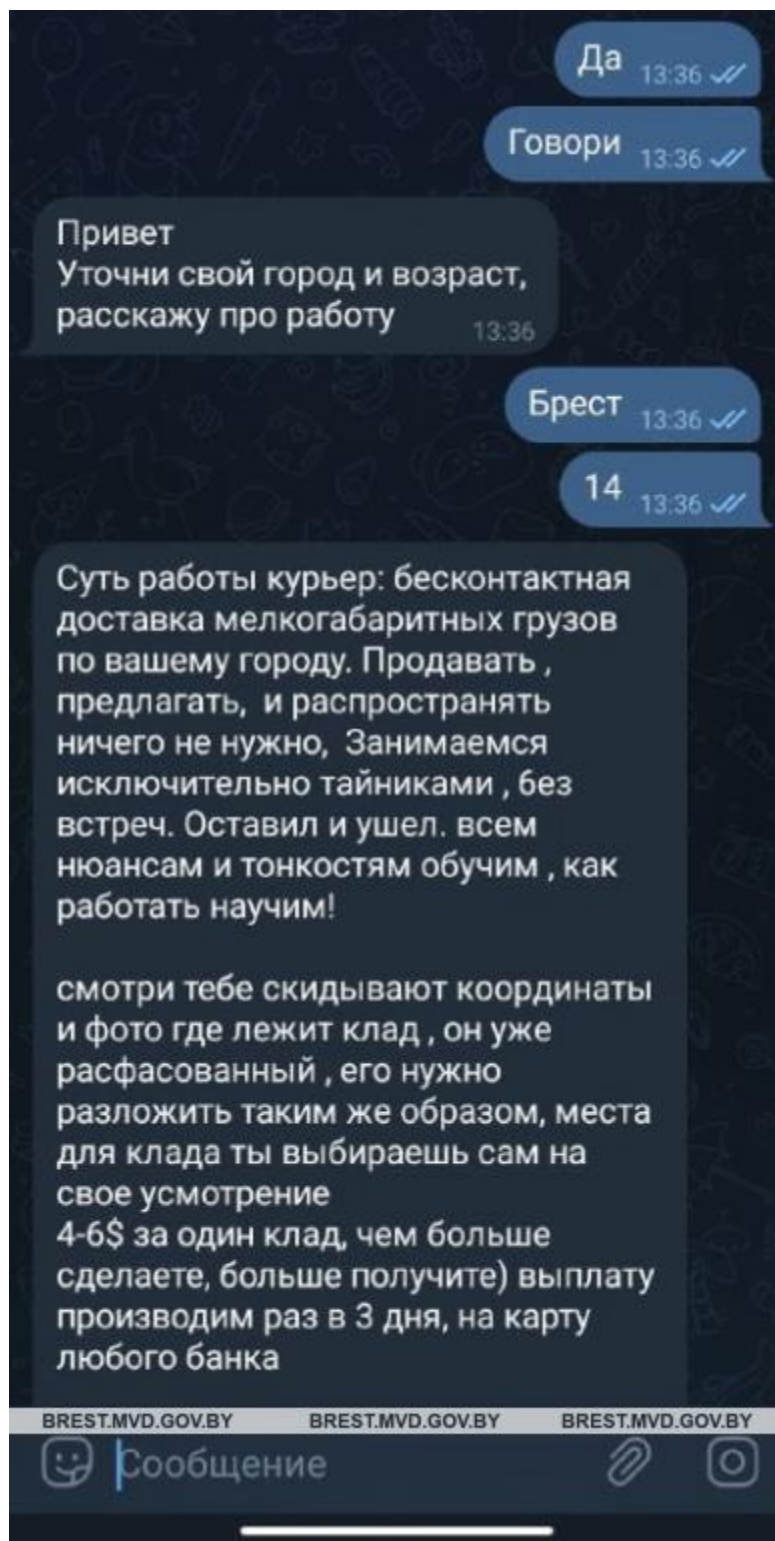 Да 13:36
Говори 13:36
Привет
Уточни свой город и возраст,
расскажу про работу 13:36
Брест 13:36
14 13:36
Суть работы курьер: бесконтактная
доставка мелкогабаритных грузов
по вашему городу. Продавать ,
предлагать,  и распространять
ничего не нужно,  Занимаемся
исключительно тайниками , без
встреч. Оставил и ушел. всем
нюансам и тонкостям обучим , как
работать научим!
смотри тебе скидывают координаты
и фото где лежит клад , он уже
расфасованный , его нужно
разложить таким же образом, места
для клада ты выбираешь сам на
свое усмотрение
4-6$ за один клад, чем больше
сделаете, больше получите) выплату
производим раз в 3 дня, на карту
любого банка
BREST.MVD.GOV.BY BREST.MVD.GOV.BY BREST.MVD.GOV.BY
Сообщение